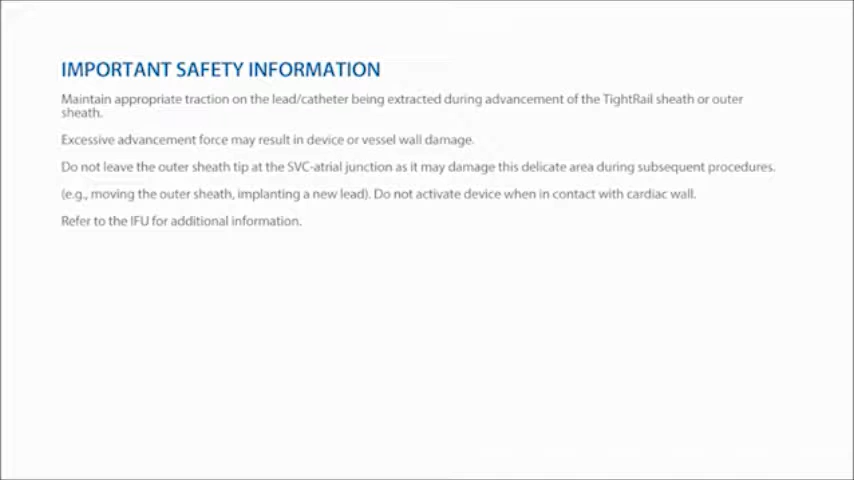 IMPORTANT SAFETY INFORMATION
Maintain appropriate traction on the lead/catheter being extracted during advancement of the TightRail sheath or outer
sheath.
Excessive advancement force may result in device or vessel wall damage.
Do not leave the outer sheath tip at the SVC-atrial junction as it may damage this delicate area during subsequent procedures.
(e.g., moving the outer sheath, implanting a new lead). Do not activate device when in contact with cardiac wall.
Refer to the IFU for additional information.